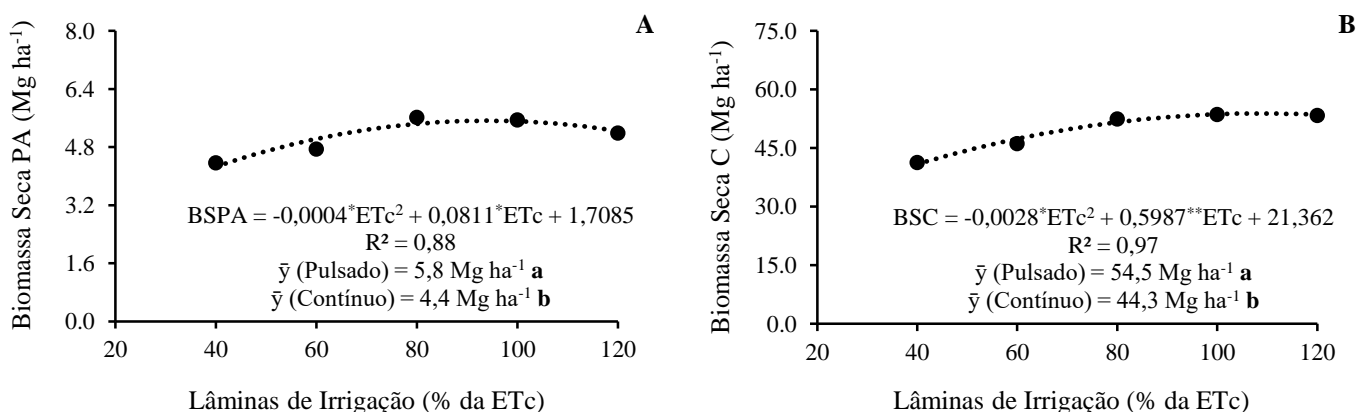 A
Biomassa Seca PA (Mg ha⁻¹)
8.0
6.4
4.8
3.2
1.6
0.0
BSPA = -0,0004*ETc² + 0,0811*ETc + 1,7085
R² = 0,88
ȳ (Pulsado) = 5,8 Mg ha⁻¹ a
ȳ (Contínuo) = 4,4 Mg ha⁻¹ b
20 40 60 80 100 120
Lâminas de Irrigação (% da ETc)
B
Biomassa Seca C (Mg ha⁻¹)
75.0
60.0
45.0
30.0
15.0
0.0
BSC = -0,0028*ETc² + 0,5987**ETc + 21,362
R² = 0,97
ȳ (Pulsado) = 54,5 Mg ha⁻¹ a
ȳ (Contínuo) = 44,3 Mg ha⁻¹ b
20 40 60 80 100 120
Lâminas de Irrigação (% da ETc)